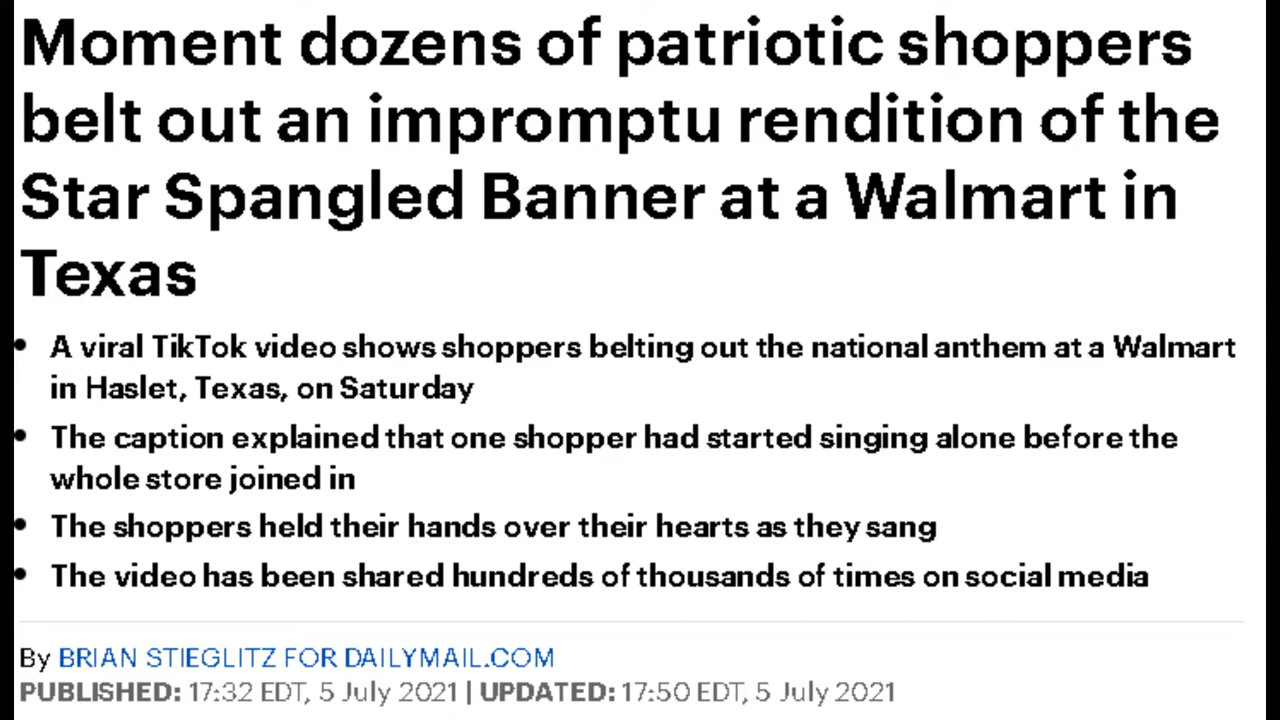 Moment dozens of patriotic shoppers
belt out an impromptu rendition of the
Star Spangled Banner at a Walmart in
Texas
• A viral TikTok video shows shoppers belting out the national anthem at a Walmart
in Haslet, Texas, on Saturday
• The caption explained that one shopper had started singing alone before the
whole store joined in
• The shoppers held their hands over their hearts as they sang
• The video has been shared hundreds of thousands of times on social media
By BRIAN STIEGLITZ FOR DAILYMAIL.COM
PUBLISHED: 17:32 EDT, 5 July 2021 | UPDATED: 17:50 EDT, 5 July 2021